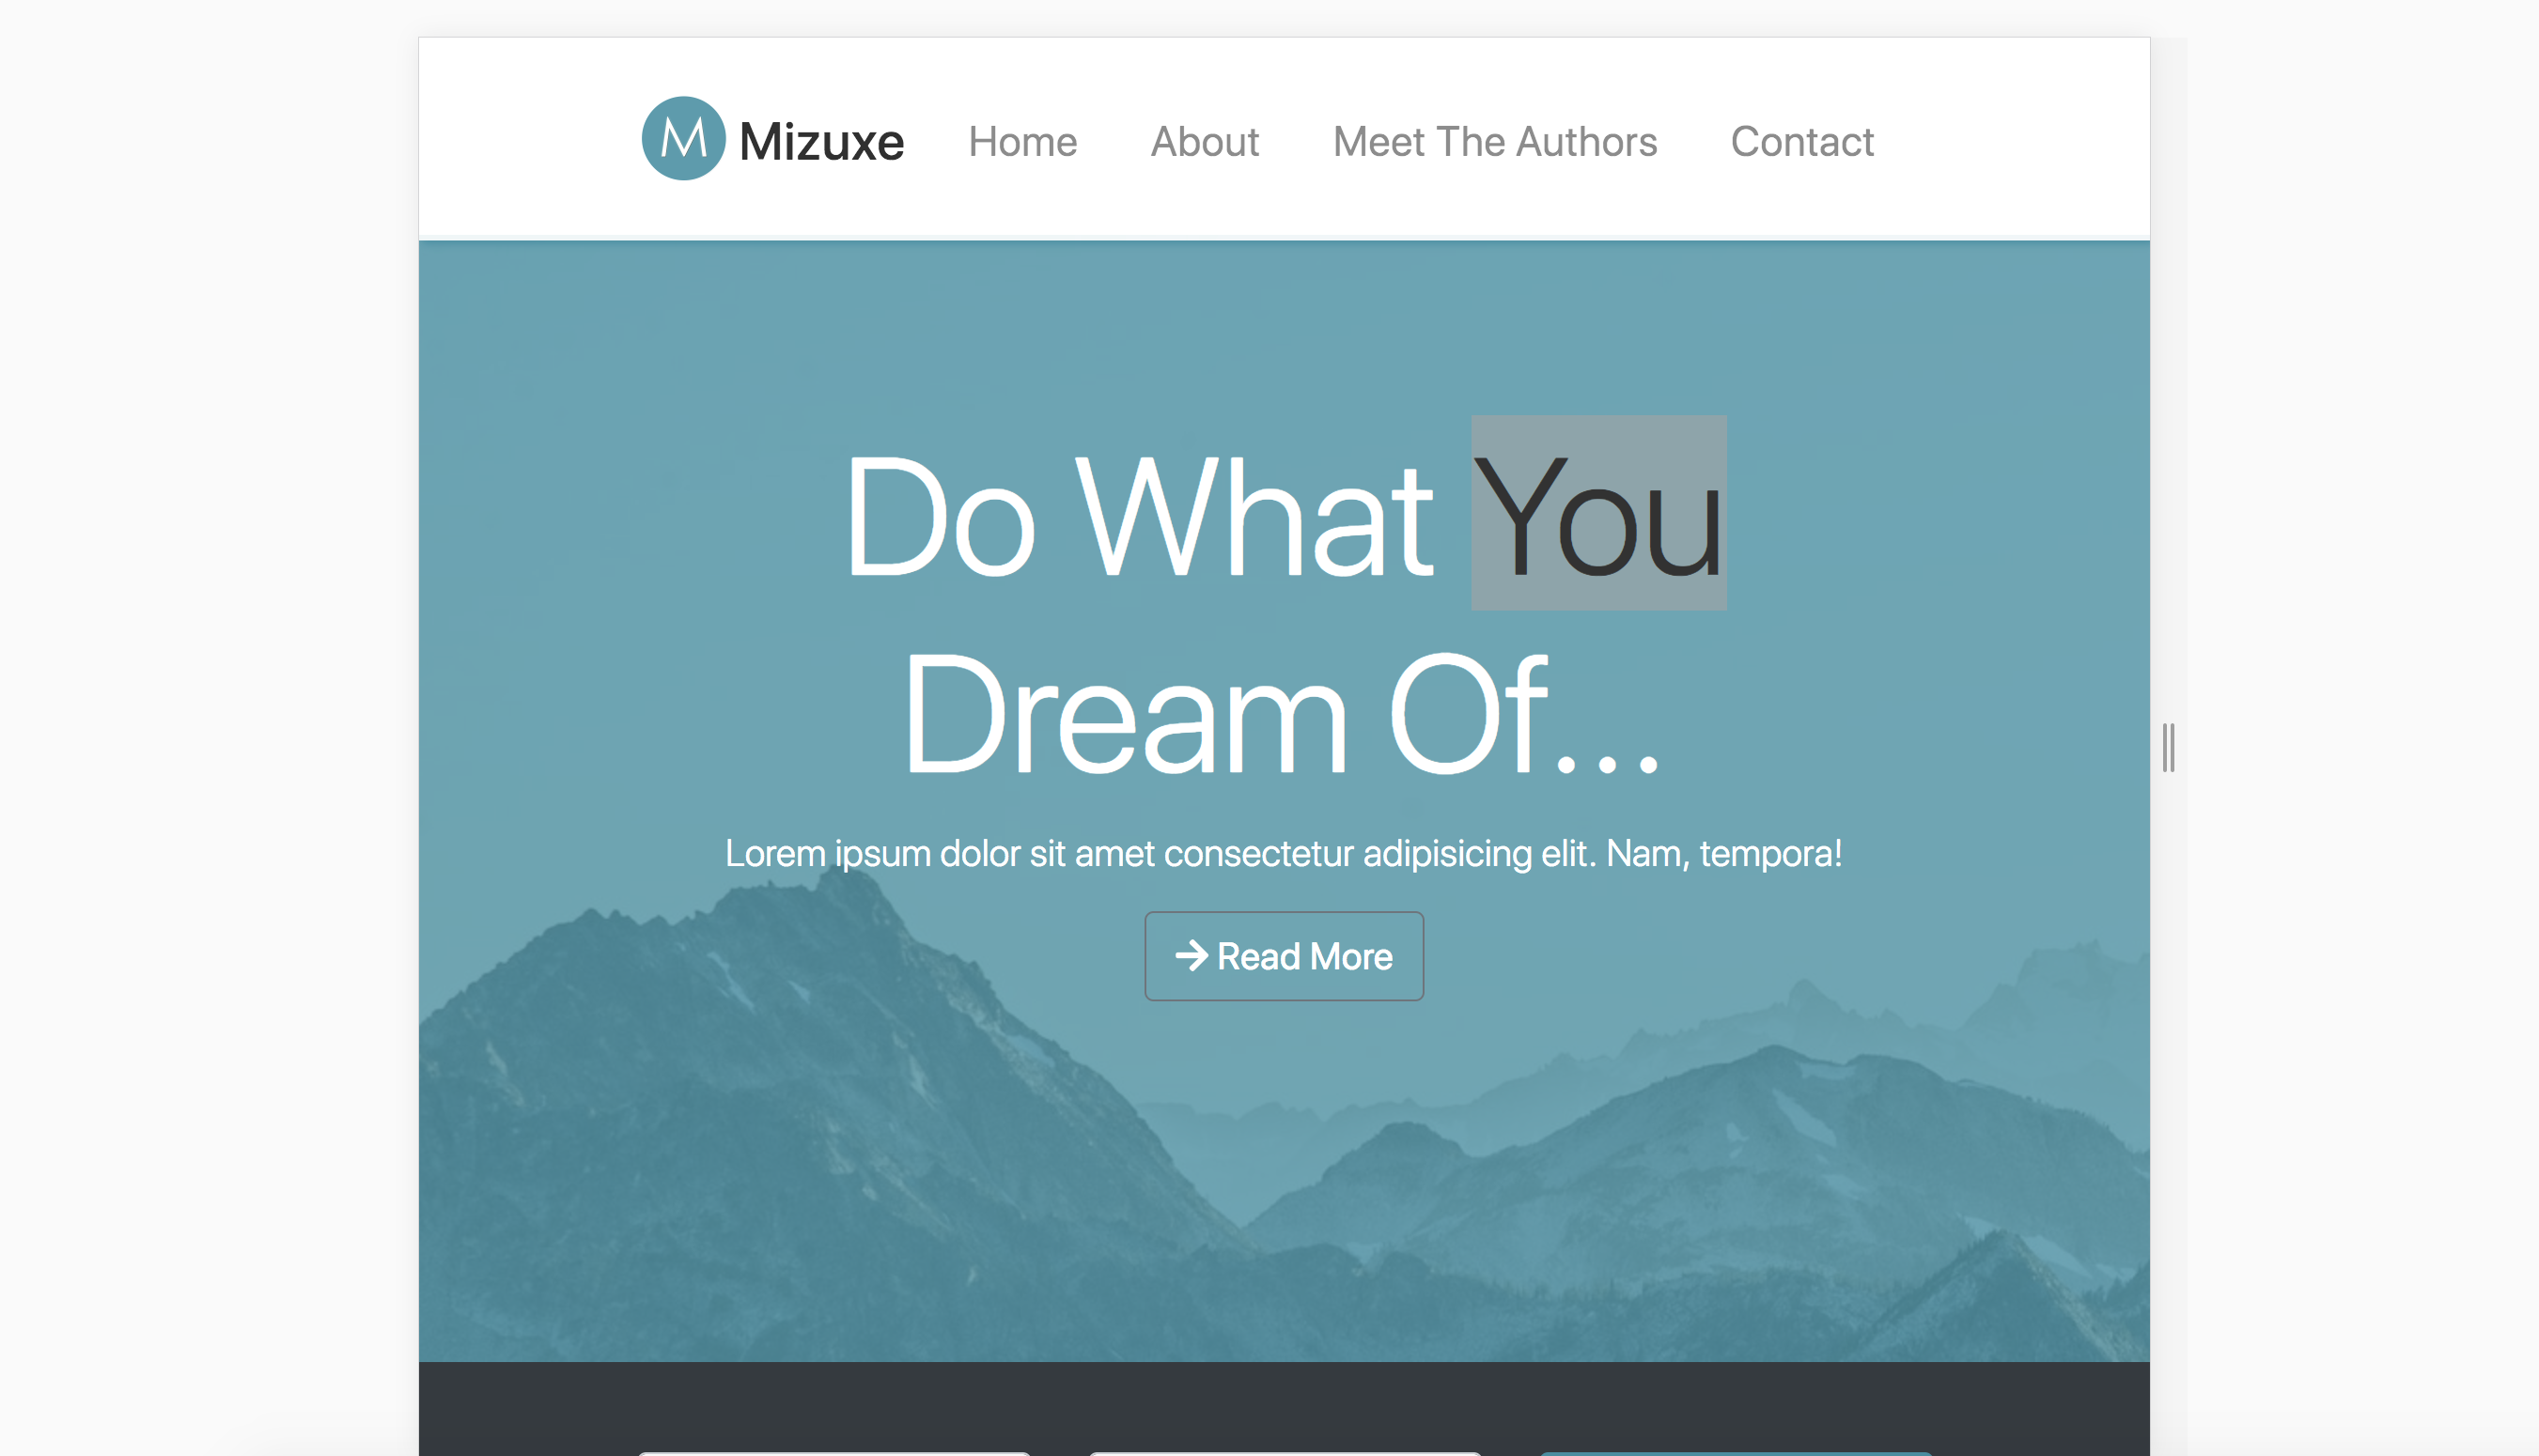 M Mizuxe Home About Meet The Authors Contact
Do What You
Dream Of...
Lorem ipsum dolor sit amet consectetur adipisicing elit. Nam, tempora!
Read More